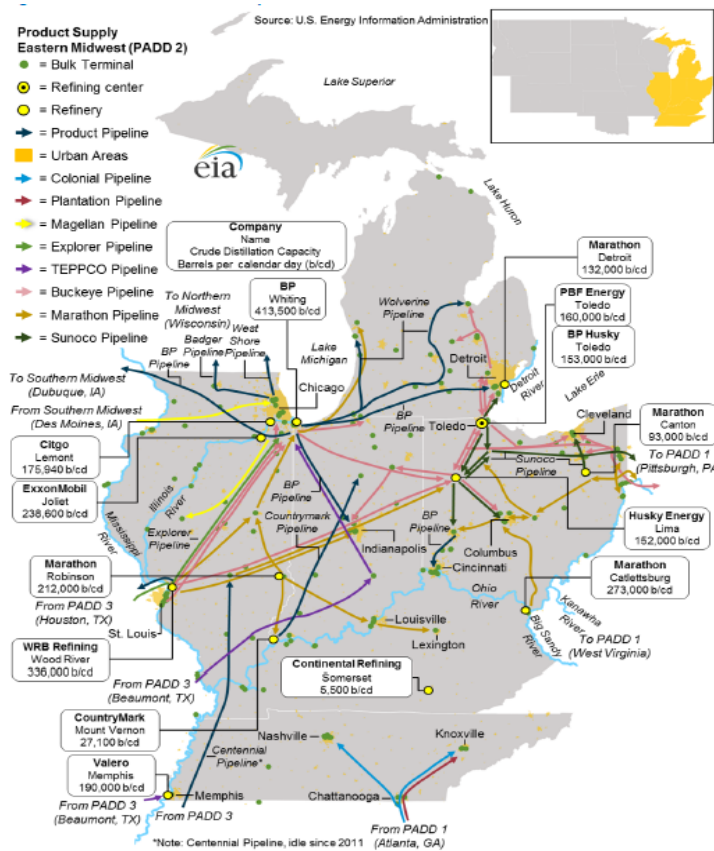 Source: U.S. Energy Information Administration
Product Supply
Eastern Midwest (PADD 2)
= Bulk Terminal
= Refining center
= Refinery
= Product Pipeline
= Urban Areas
= Colonial Pipeline
= Plantation Pipeline
= Magellan Pipeline
= Explorer Pipeline
= TEPPCO Pipeline
= Buckeye Pipeline
= Marathon Pipeline
= Sunoco Pipeline
eia
Lake Superior
Lake Huron
Company
Name
Crude Distillation Capacity
Barrels per calendar day (b/cd)
Marathon
Detroit
132,000 b/cd
PBF Energy
Toledo
160,000 b/cd
BP Husky
Toledo
153,000 b/cd
BP
Whiting
413,500 b/cd
To Northern
Midwest
(Wisconsin)
West
Shore
Pipeline
Badger
Pipeline
BP
Pipeline
Wolverine
Pipeline
Lake
Michigan
Detroit
Detroit
River
Lake Erie
Chicago
To Southern Midwest
(Dubuque, IA)
From Southern Midwest
(Des Moines, IA)
BP
Pipeline
Toledo
Cleveland
Marathon
Canton
93,000 b/cd
To PADD 1
(Pittsburgh, PA
Sunoco
Pipeline
Citgo
Lemont
175,940 b/cd
ExxonMobil
Joliet
238,600 b/cd
Illinois
River
Mississippi
River
Explorer
Pipeline
BP
Pipeline
Countrymark
Pipeline
BP
Pipeline
Indianapolis
Columbus
Cincinnati
Husky Energy
Lima
152,000 b/cd
Marathon
Robinson
212,000 b/cd
From PADD 3
(Houston, TX)
St. Louis
Ohio
River
Marathon
Catlettsburg
273,000 b/cd
Kanawha
River
Big Sandy
River
To PADD 1
(West Virginia)
Louisville
Lexington
WRB Refining
Wood River
336,000 b/cd
From PADD 3
(Beaumont, TX)
Continental Refining
Somerset
5,500 b/cd
CountryMark
Mount Vernon
27,100 b/cd
Centennial
Pipeline*
Nashville
Knoxville
Valero
Memphis
190,000 b/cd
Memphis
Chattanooga
From PADD 3
(Beaumont, TX)
From PADD 3
From PADD 1
(Atlanta, GA)
*Note: Centennial Pipeline, idle since 2011